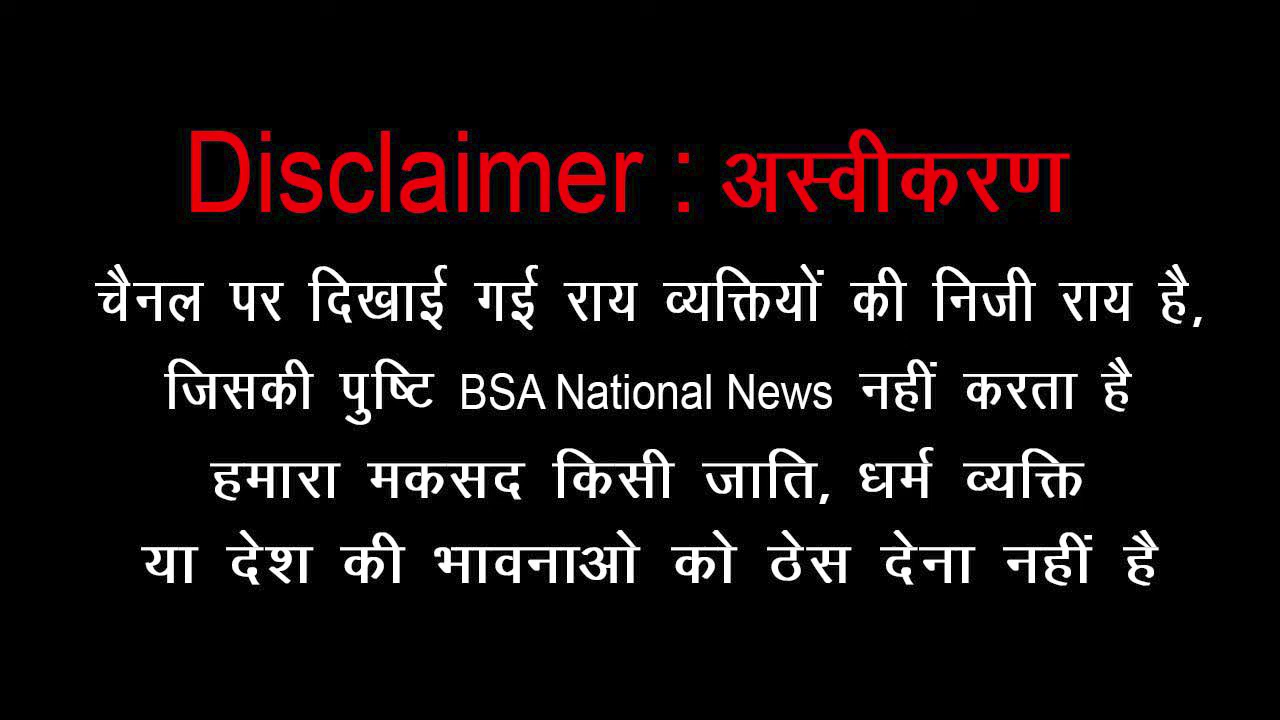 Disclaimer : अस्वीकरण
चैनल पर दिखाई गई राय व्यक्तियों की निजी राय है,
जिसकी पुष्टि BSA National News नहीं करता है
हमारा मकसद किसी जाति, धर्म व्यक्ति
या देश की भावनाओ को ठेस देना नहीं है